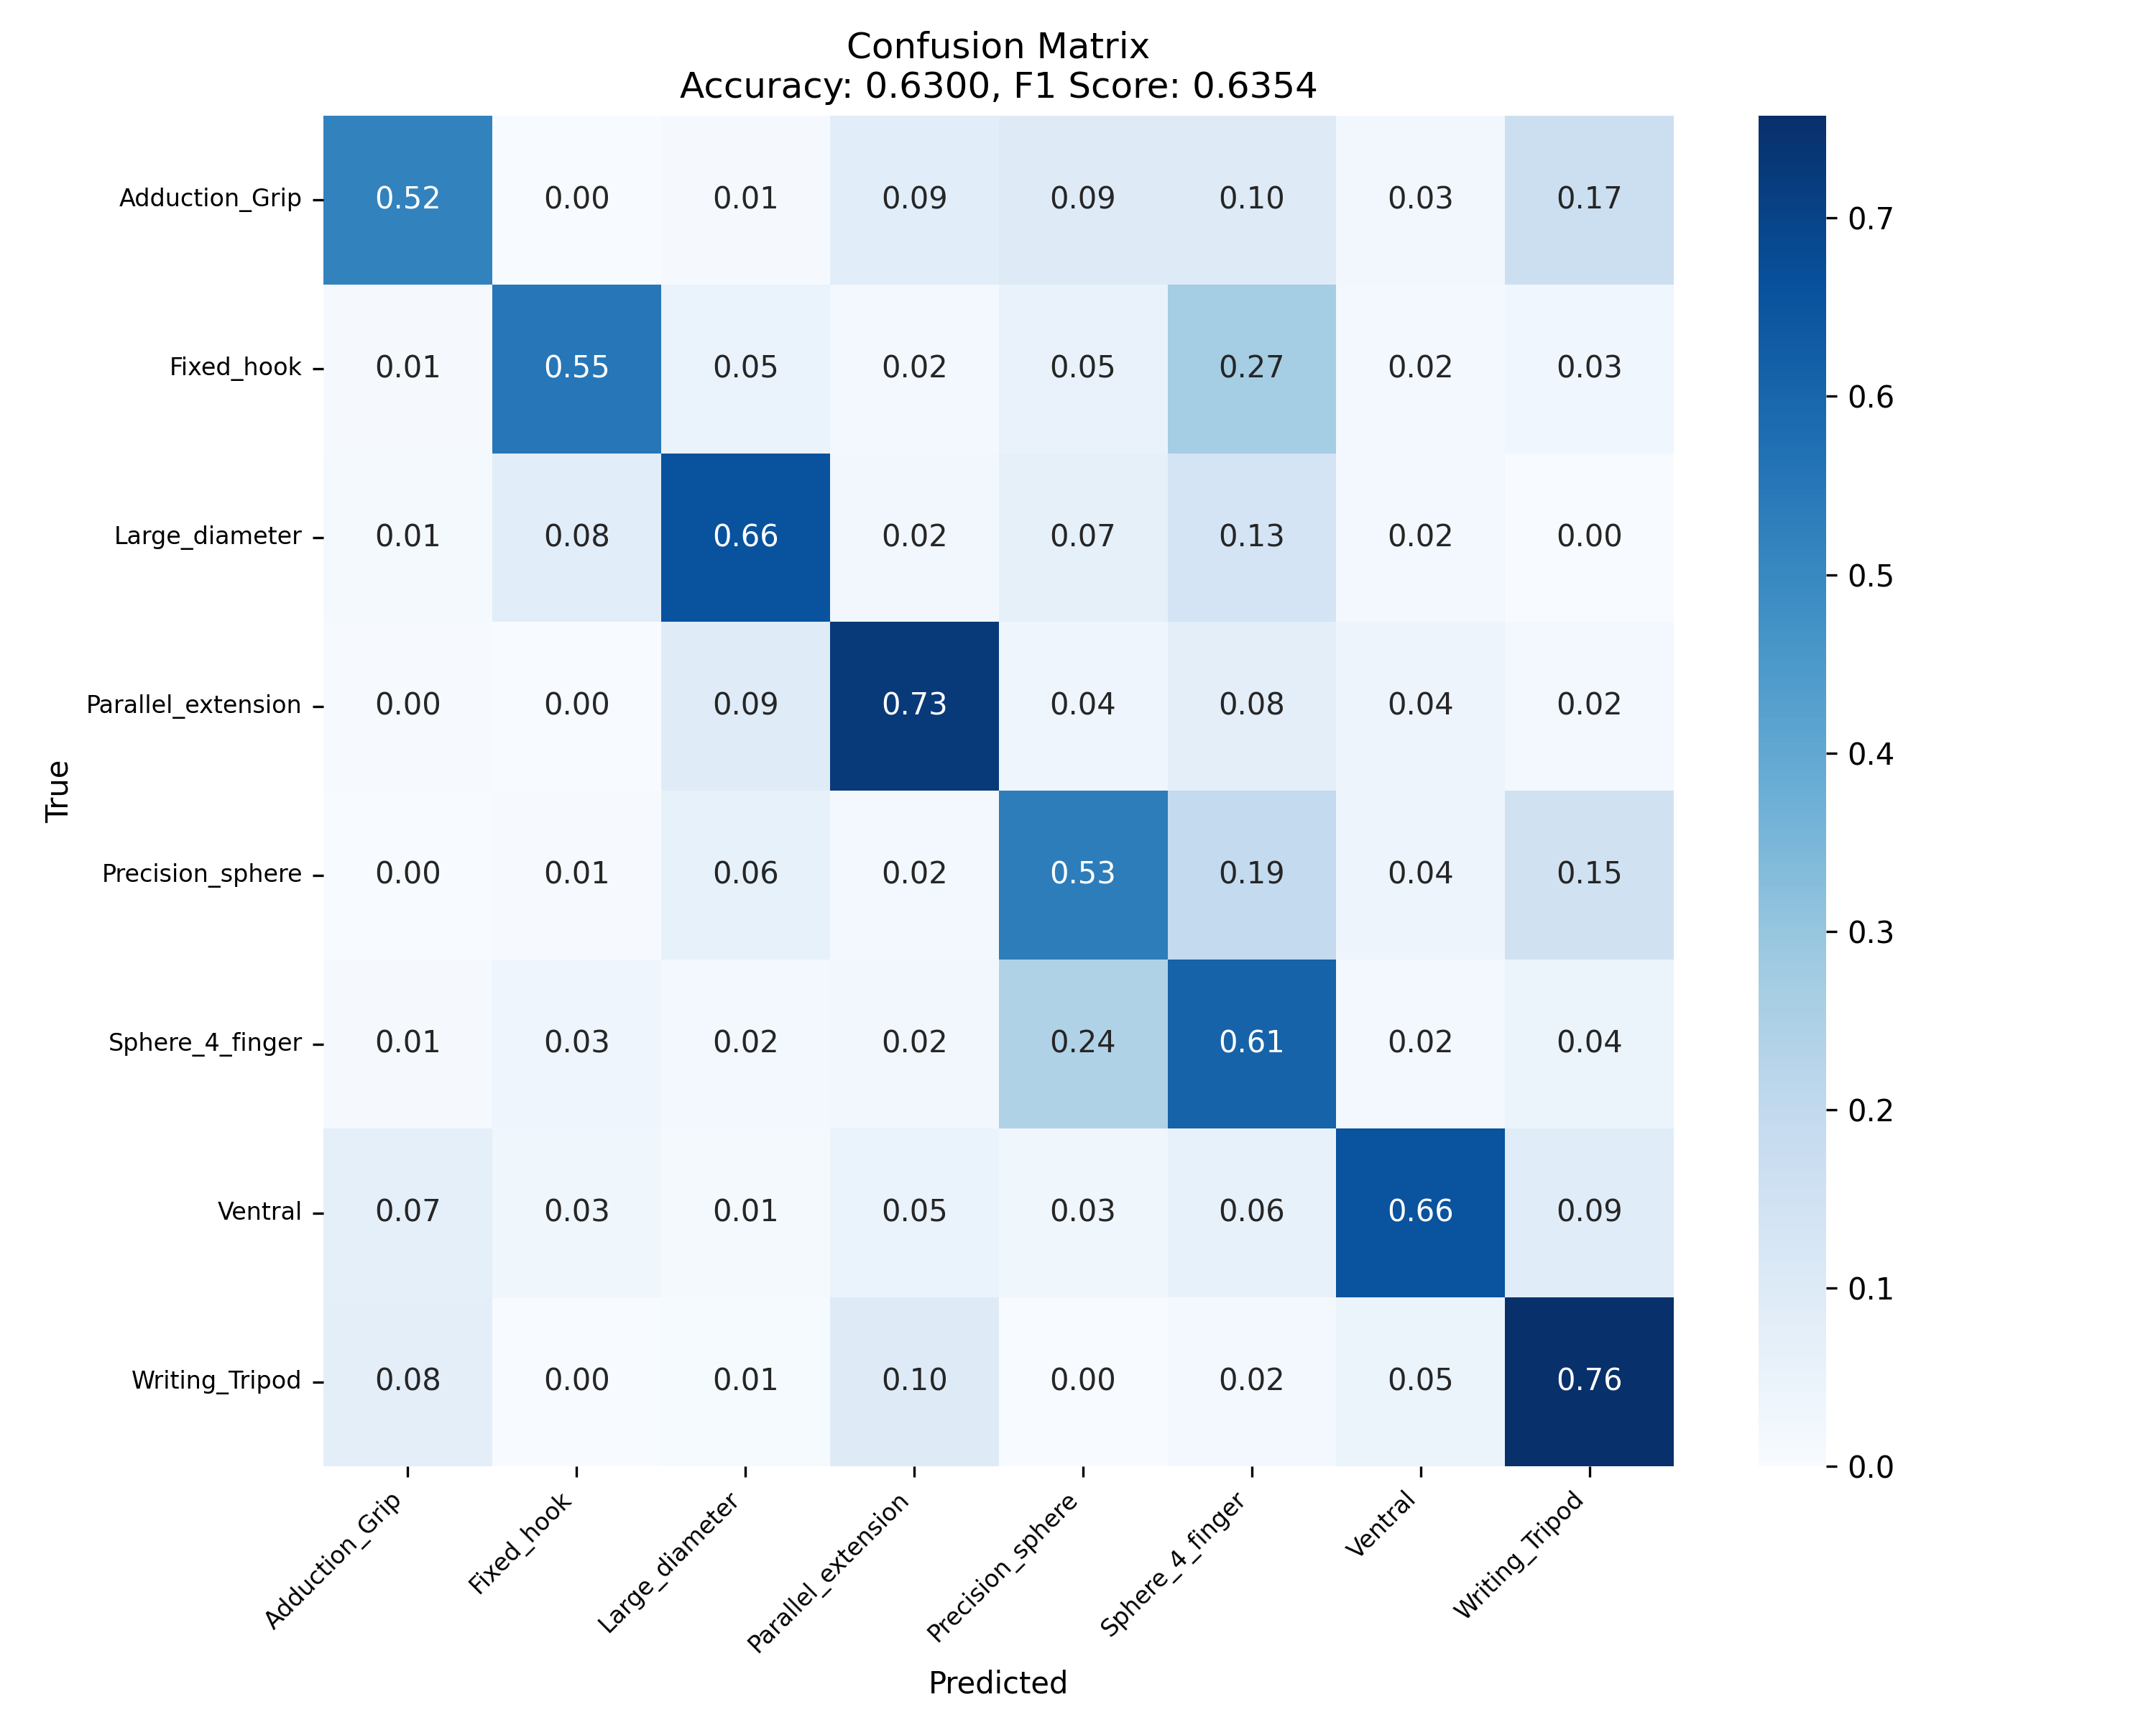 Confusion Matrix
Accuracy: 0.6300, F1 Score: 0.6354
Adduction_Grip 0.52 0.00 0.01 0.09 0.09 0.10 0.03 0.17
Fixed_hook 0.01 0.55 0.05 0.02 0.05 0.27 0.02 0.03
Large_diameter 0.01 0.08 0.66 0.02 0.07 0.13 0.02 0.00
Parallel_extension 0.00 0.00 0.09 0.73 0.04 0.08 0.04 0.02
Precision_sphere 0.00 0.01 0.06 0.02 0.53 0.19 0.04 0.15
Sphere_4_finger 0.01 0.03 0.02 0.02 0.24 0.61 0.02 0.04
Ventral 0.07 0.03 0.01 0.05 0.03 0.06 0.66 0.09
Writing_Tripod 0.08 0.00 0.01 0.10 0.00 0.02 0.05 0.76
True
Adduction_Grip
Fixed_hook
Large_diameter
Parallel_extension
Precision_sphere
Sphere_4_finger
Ventral
Writing_Tripod
Predicted
0.7
0.6
0.5
0.4
0.3
0.2
0.1
0.0